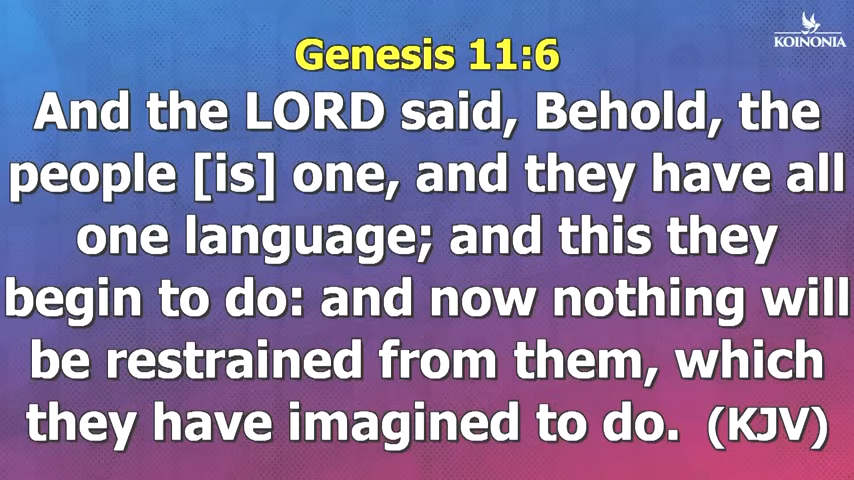 KOINONIA
Genesis 11:6
And the LORD said, Behold, the
people [is] one, and they have all
one language; and this they
begin to do: and now nothing will
be restrained from them, which
they have imagined to do. (KJV)